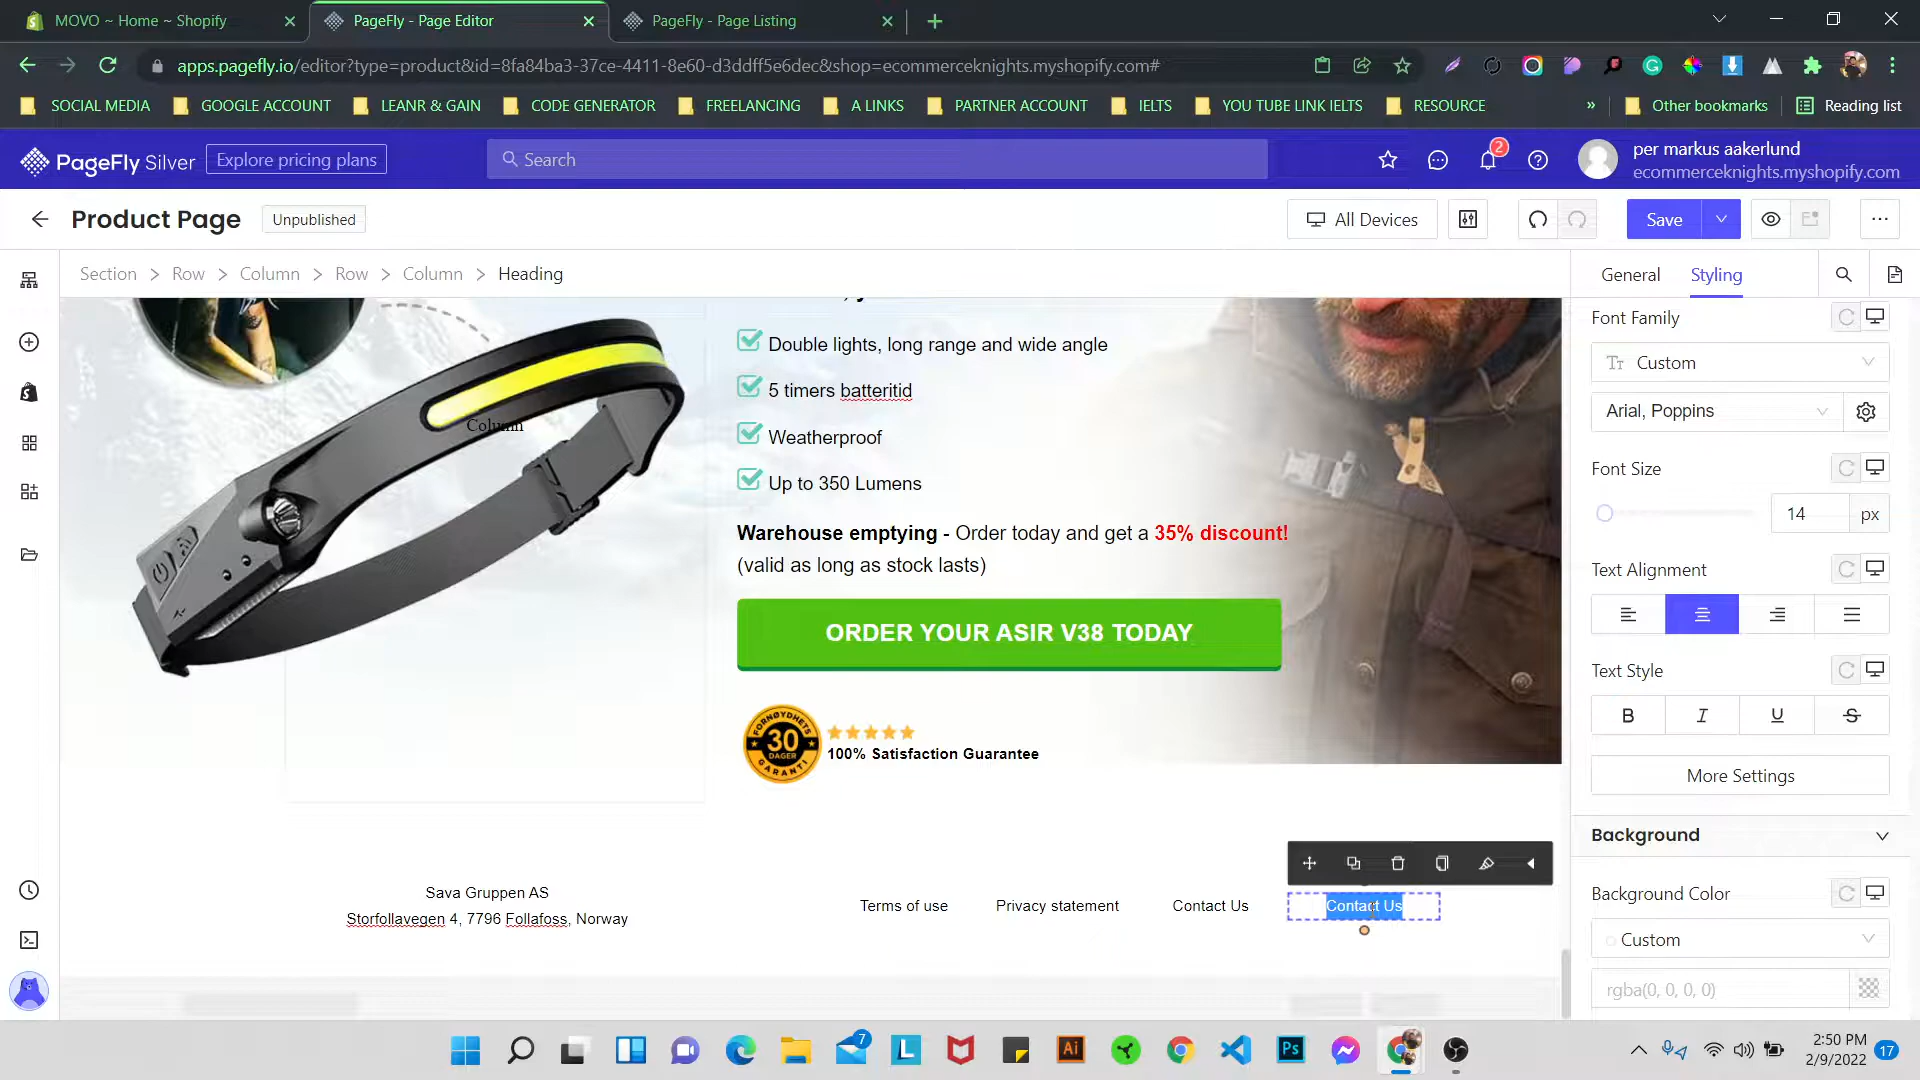 MOVO ~ Home ~ Shopify
PageFly - Page Editor
PageFly - Page Listing
apps.pagefly.io/editor?type=product&id=8fa84ba3-37ce-4411-8e60-d3ddff5e6dec&shop=ecommerceknights.myshopify.com#
SOCIAL MEDIA
GOOGLE ACCOUNT
LEANR & GAIN
CODE GENERATOR
FREELANCING
A LINKS
PARTNER ACCOUNT
IELTS
YOU TUBE LINK IELTS
RESOURCE
»
Other bookmarks
Reading list
PageFly Silver
Explore pricing plans
Search
2
per markus aakerlund
ecommerceknights.myshopify.com
Product Page
Unpublished
All Devices
Save
Section > Row > Column > Row > Column > Heading
General
Styling
Double lights, long range and wide angle
Column
5 timers batteritid
Weatherproof
Up to 350 Lumens
Warehouse emptying - Order today and get a 35% discount!
(valid as long as stock lasts)
ORDER YOUR ASIR V38 TODAY
FORNØYDHETS
30
DAGER
GARANTI
100% Satisfaction Guarantee
Sava Gruppen AS
Storfollavegen 4, 7796 Follafoss, Norway
Terms of use
Privacy statement
Contact Us
Contact Us
Font Family
Custom
Arial, Poppins
Font Size
14
px
Text Alignment
Text Style
B
I
U
S
More Settings
Background
Background Color
Custom
rgba(0, 0, 0, 0)
7
L
Ai
Ps
2:50 PM
2/9/2022
17